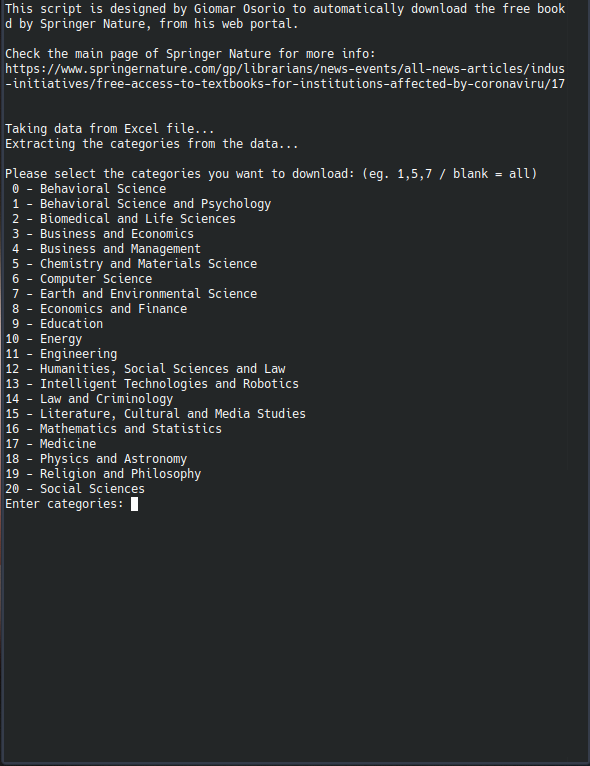 This script is designed by Giomar Osorio to automatically download the free book
d by Springer Nature, from his web portal.
Check the main page of Springer Nature for more info:
https://www.springernature.com/gp/librarians/news-events/all-news-articles/indus
-initiatives/free-access-to-textbooks-for-institutions-affected-by-coronaviru/17
Taking data from Excel file...
Extracting the categories from the data...
Please select the categories you want to download: (eg. 1,5,7 / blank = all)
0 - Behavioral Science
1 - Behavioral Science and Psychology
2 - Biomedical and Life Sciences
3 - Business and Economics
4 - Business and Management
5 - Chemistry and Materials Science
6 - Computer Science
7 - Earth and Environmental Science
8 - Economics and Finance
9 - Education
10 - Energy
11 - Engineering
12 - Humanities, Social Sciences and Law
13 - Intelligent Technologies and Robotics
14 - Law and Criminology
15 - Literature, Cultural and Media Studies
16 - Mathematics and Statistics
17 - Medicine
18 - Physics and Astronomy
19 - Religion and Philosophy
20 - Social Sciences
Enter categories: